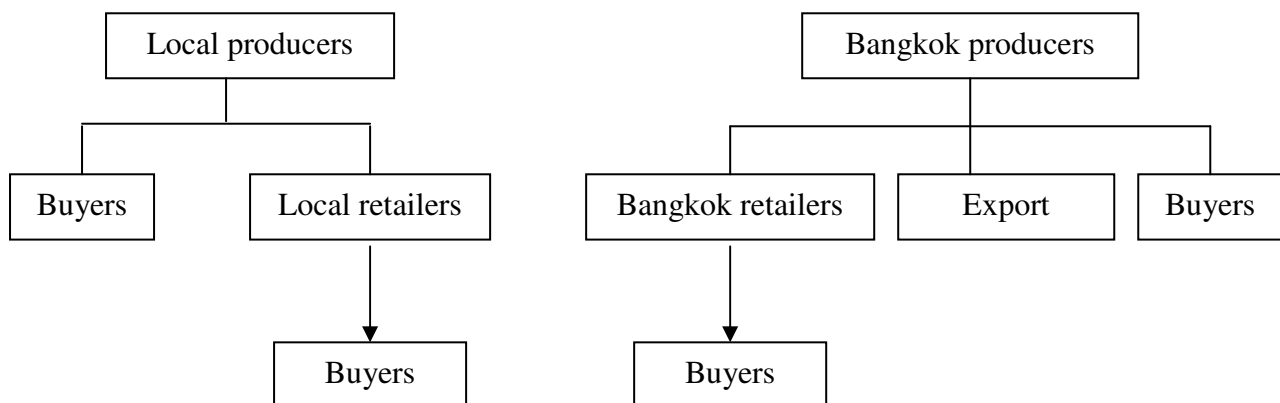 Local producers
Bangkok producers
Buyers
Local retailers
Bangkok retailers
Export
Buyers
Buyers
Buyers